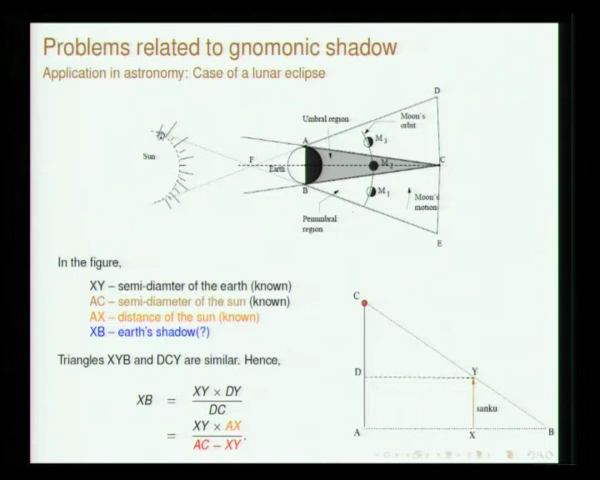 Problems related to gnomonic shadow
Application in astronomy: Case of a lunar eclipse
D
Umbral region
Moon's
orbit
A
M3
Sun
F
Earth
M2
C
B
M1
Moon's
motion
Penumbral
region
E
In the figure,
XY – semi-diamter of the earth (known)
AC – semi-diameter of the sun (known)
AX – distance of the sun (known)
XB – earth's shadow(?)
Triangles XYB and DCY are similar. Hence,
XB = XY × DY
DC
= XY × AX
AC − XY .
C
D
Y
sanku
A
X
B